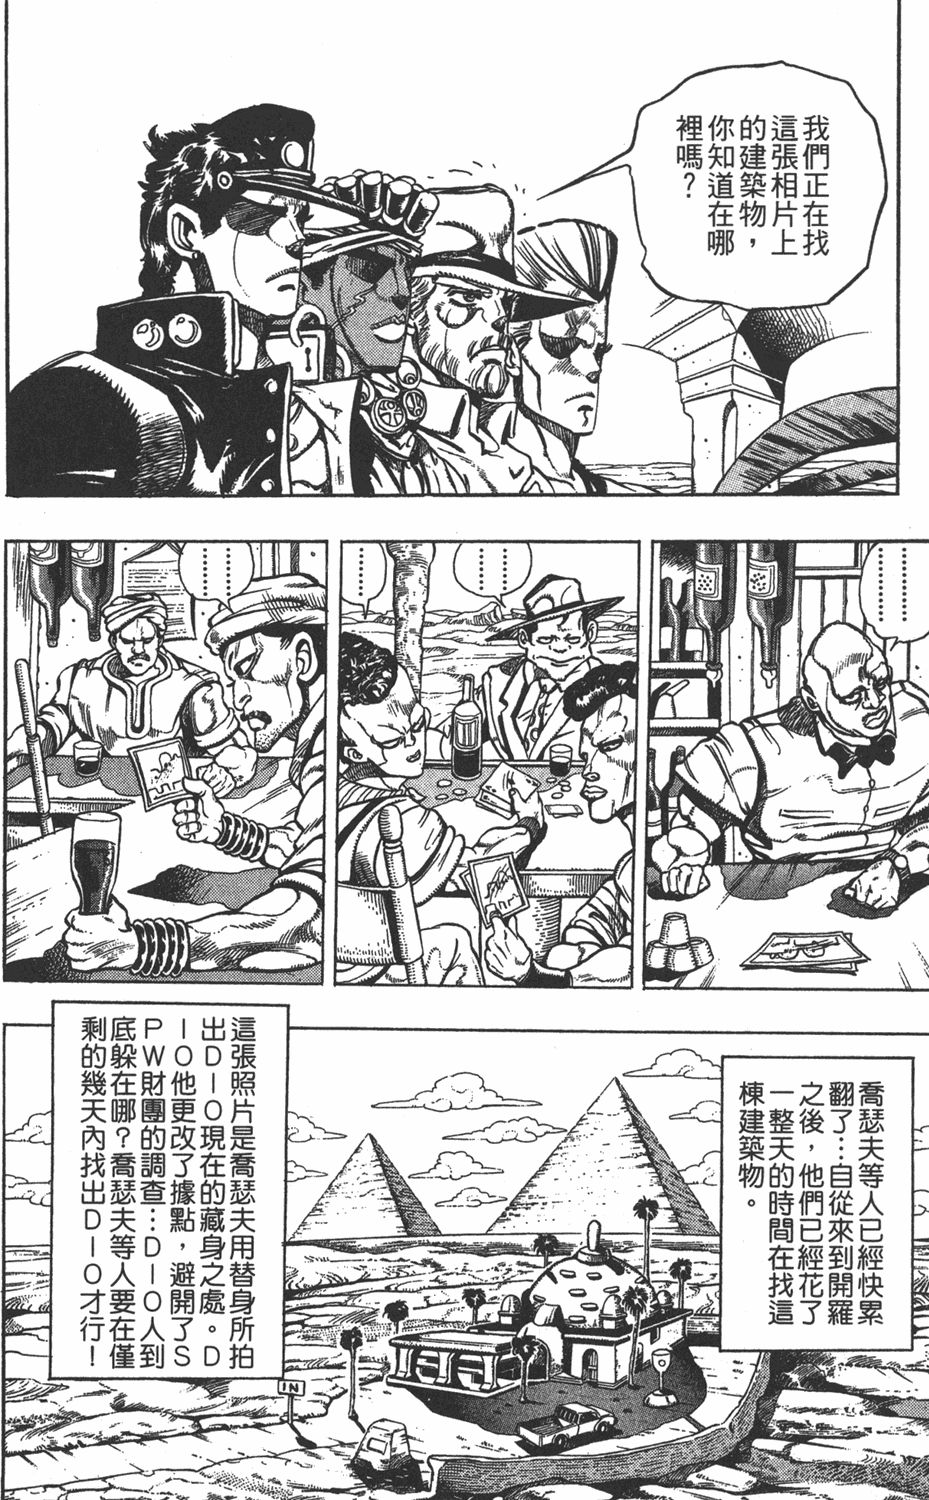 我們正在找
這張相片上
的建築物，
你知道在哪
裡嗎？
………
………
………
………
喬瑟夫等人已經快累
翻了…自從來到開羅
之後，他們已經花了
一整天的時間在找這
棟建築物。
這張照片是喬瑟夫用替身所拍
出DIO現在的藏身之處。D
IO他更改了據點，避開了S
PW財團的調查…DIO人到
底躲在哪？喬瑟夫等人要在僅
剩的幾天內找出DIO才行！
IN